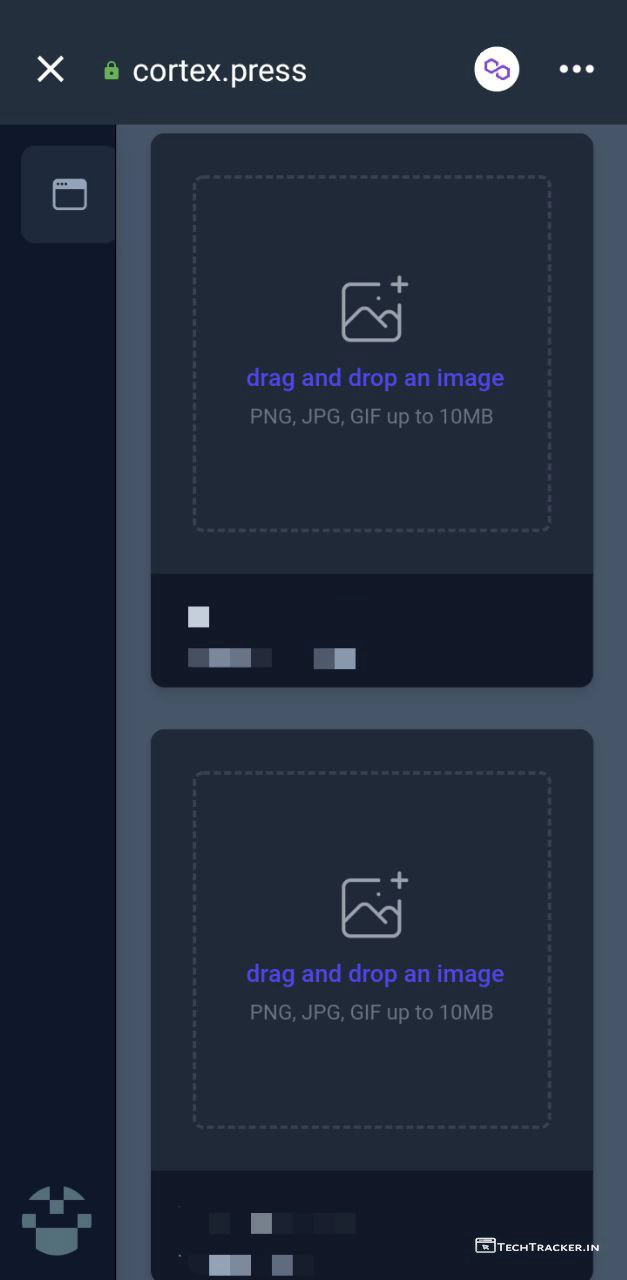 cortex.press
drag and drop an image
PNG, JPG, GIF up to 10MB
drag and drop an image
PNG, JPG, GIF up to 10MB
TECHTRACKER.IN